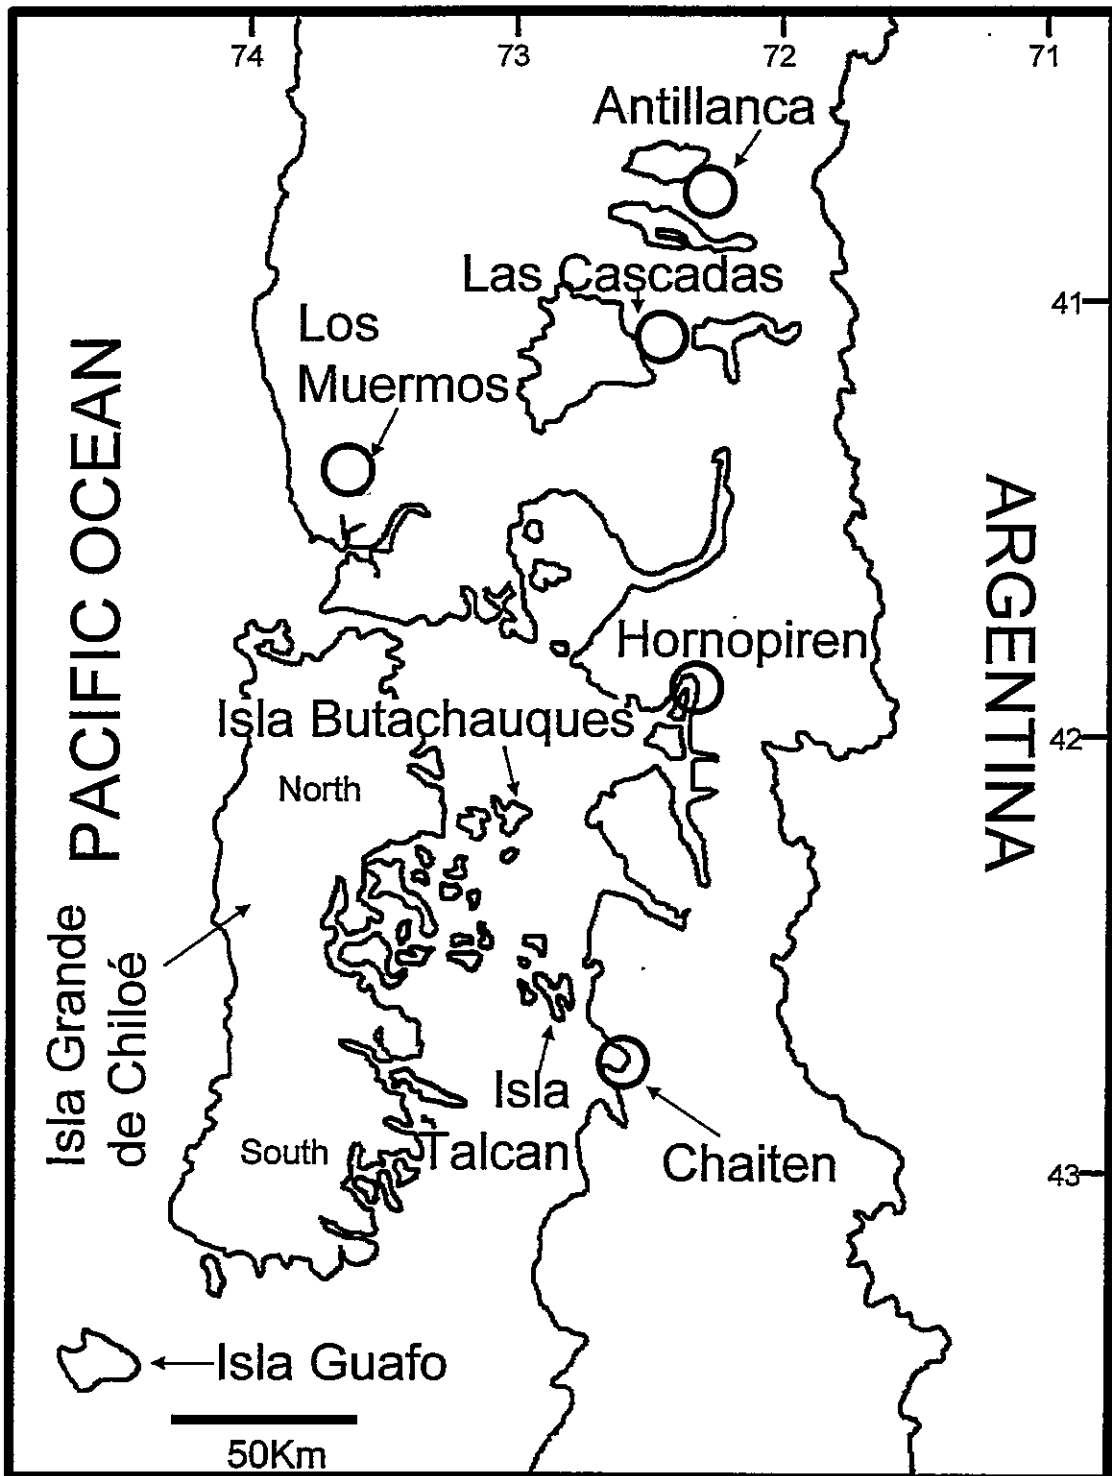 74
73
72
71
Antillanca
Las Cascadas
41
Los
Muermos
PACIFIC OCEAN
ARGENTINA
Hornopiren
Isla Butachauques
42
North
Isla Grande
de Chiloé
Isla
Talcan
South
Chaiten
43
Isla Guafo
50Km